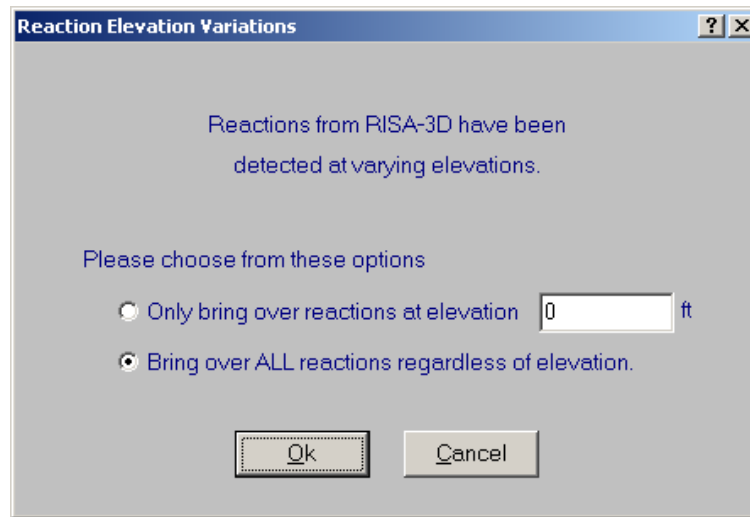 Reaction Elevation Variations ? X
Reactions from RISA-3D have been
detected at varying elevations.
Please choose from these options
Only bring over reactions at elevation 0 ft
Bring over ALL reactions regardless of elevation.
Ok Cancel